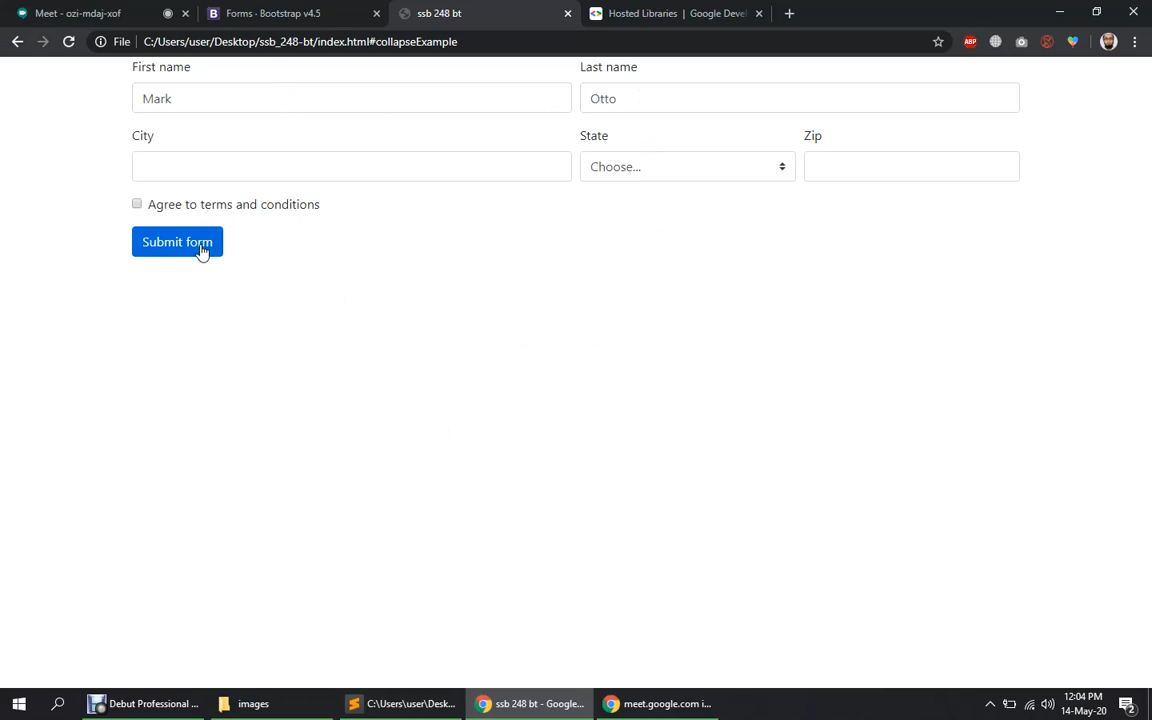 Meet - ozi-mdaj-xof
Forms · Bootstrap v4.5
ssb 248 bt
Hosted Libraries | Google Devel
File
C:/Users/user/Desktop/ssb_248-bt/index.html#collapseExample
ABP
First name
Last name
Mark
Otto
City
State
Zip
Choose...
Agree to terms and conditions
Submit form
Debut Professional ...
images
C:\Users\user\Desk...
ssb 248 bt - Google...
meet.google.com i...
12:04 PM
14-May-20
2